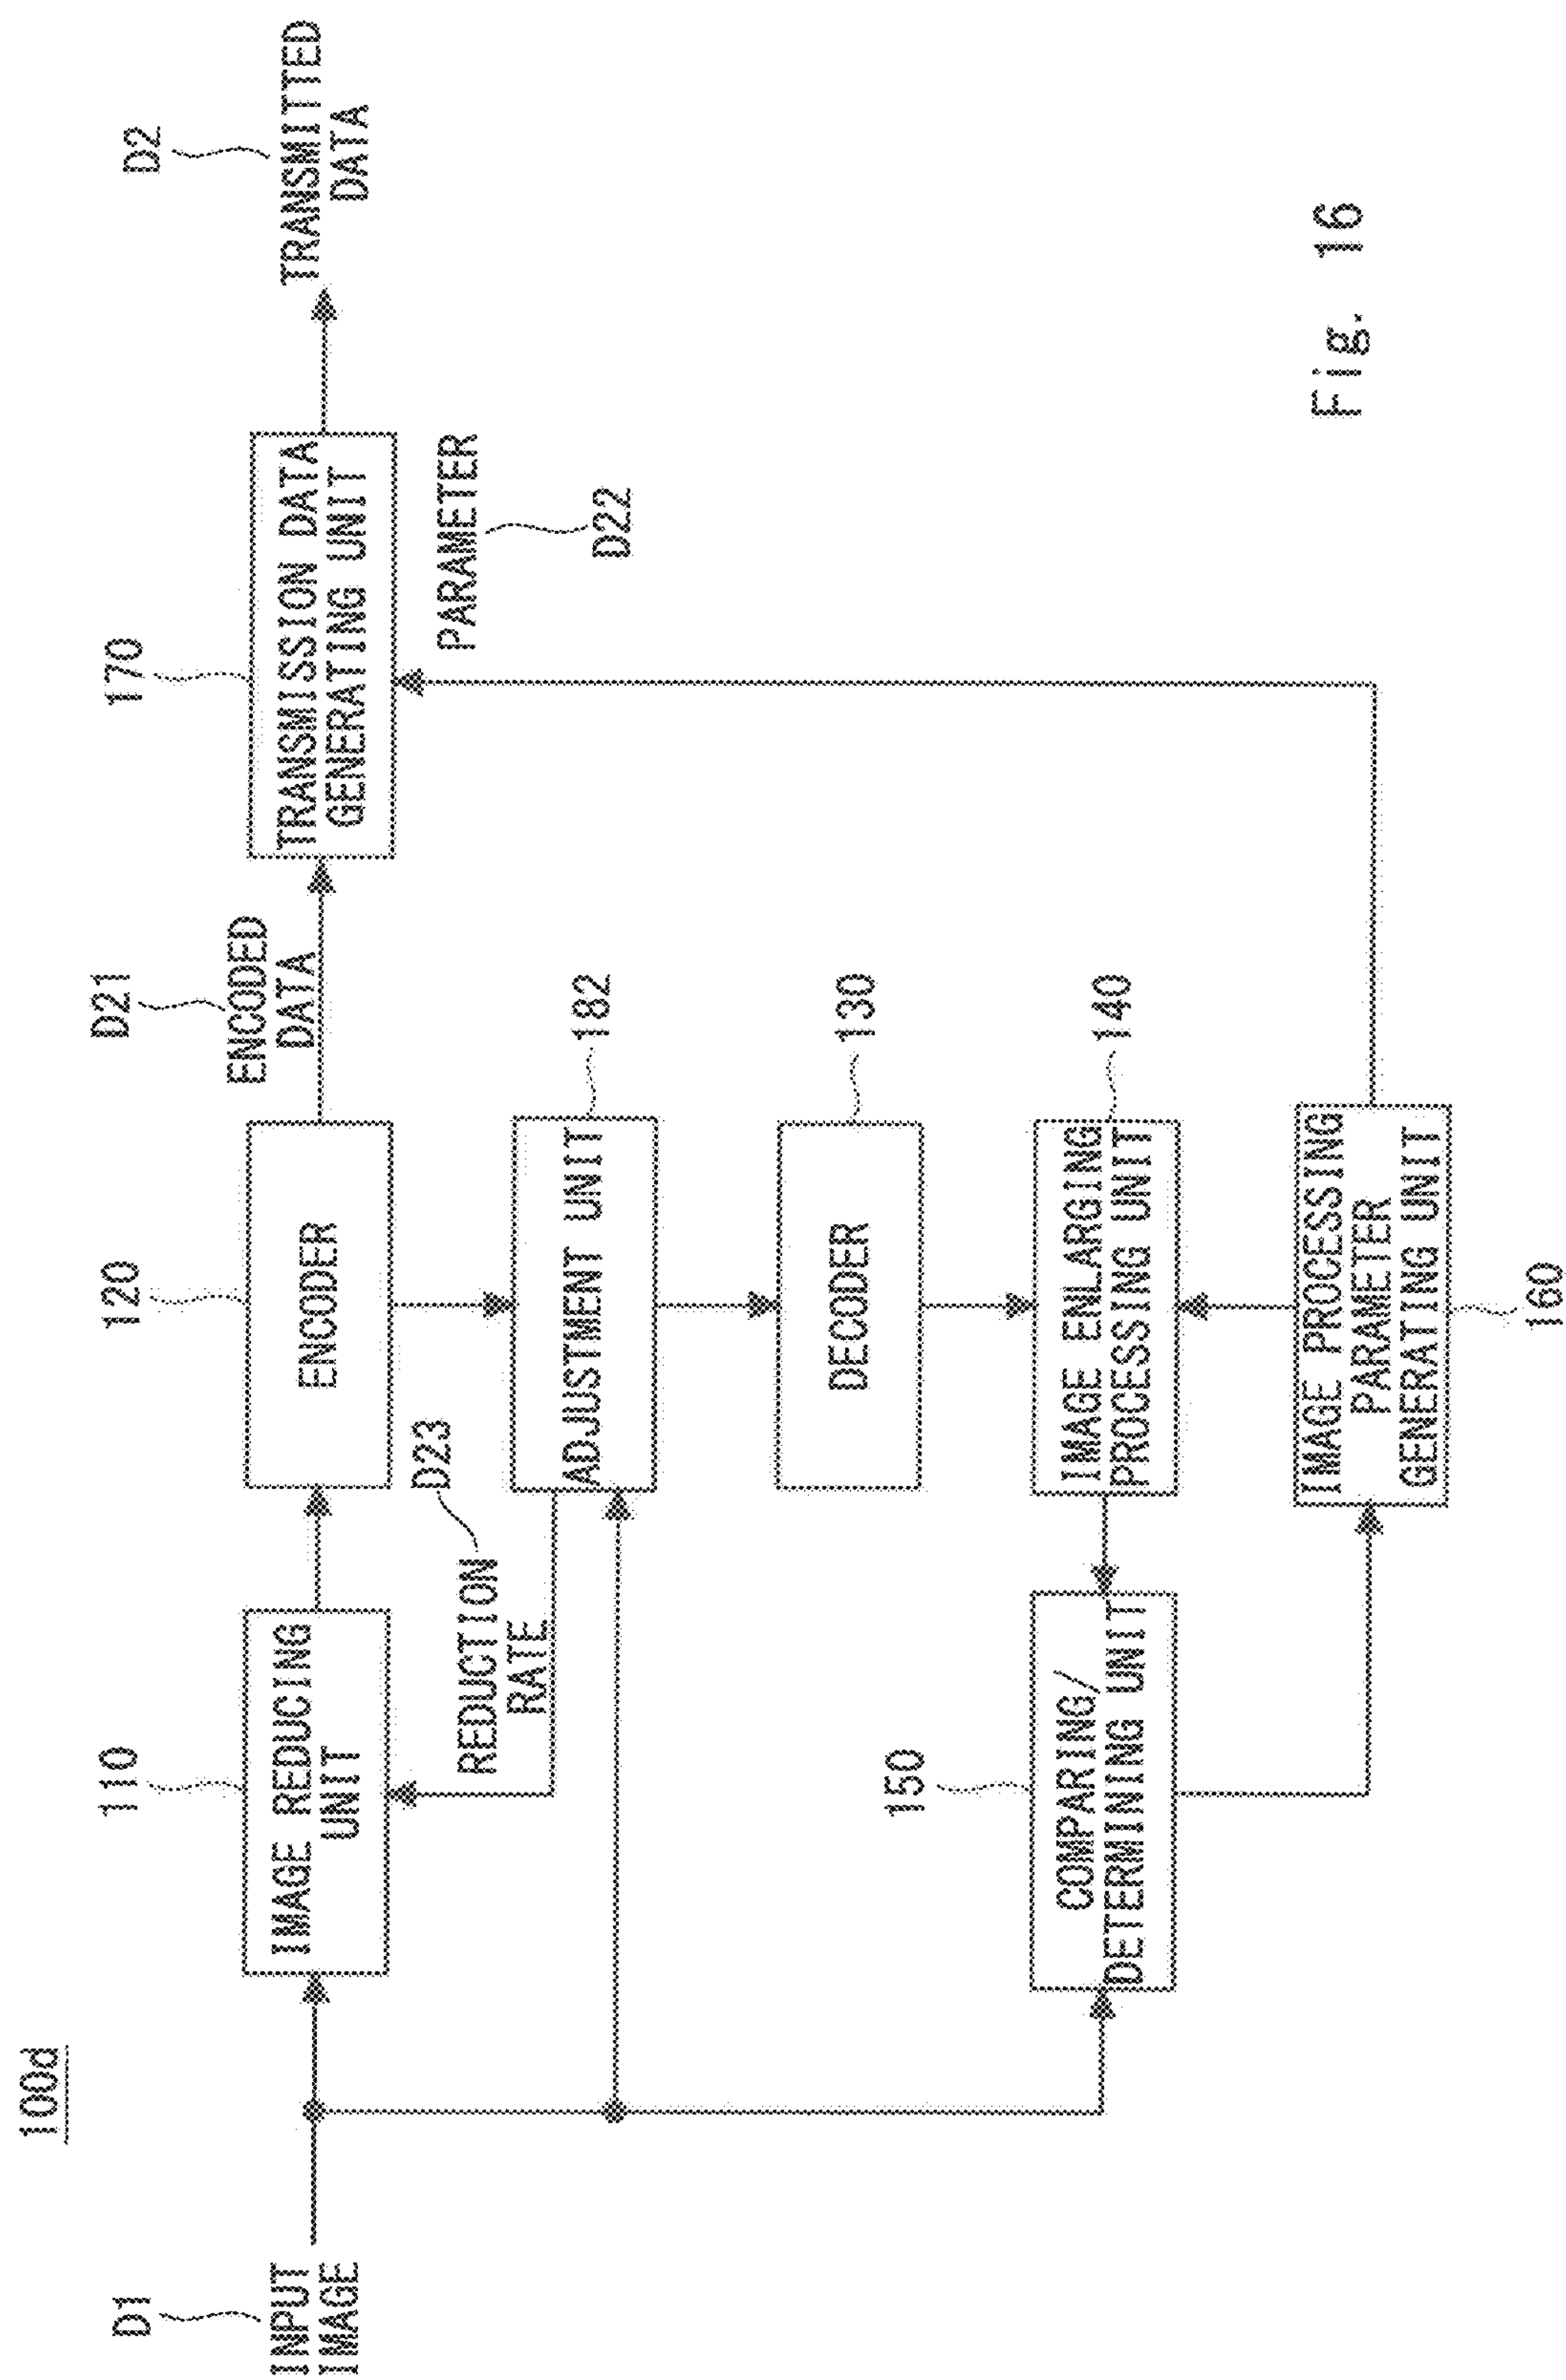 100d
D1
INPUT
IMAGE
110
IMAGE REDUCING
UNIT
120
ENCODER
D21
ENCODED
DATA
170
TRANSMISSION DATA
GENERATING UNIT
D2
TRANSMITTED
DATA
D23
REDUCTION
RATE
ADJUSTMENT UNIT
182
PARAMETER
D22
DECODER
130
150
COMPARING/
DETERMINING UNIT
IMAGE ENLARGING
PROCESSING UNIT
140
IMAGE PROCESSING
PARAMETER
GENERATING UNIT
160
Fig. 16